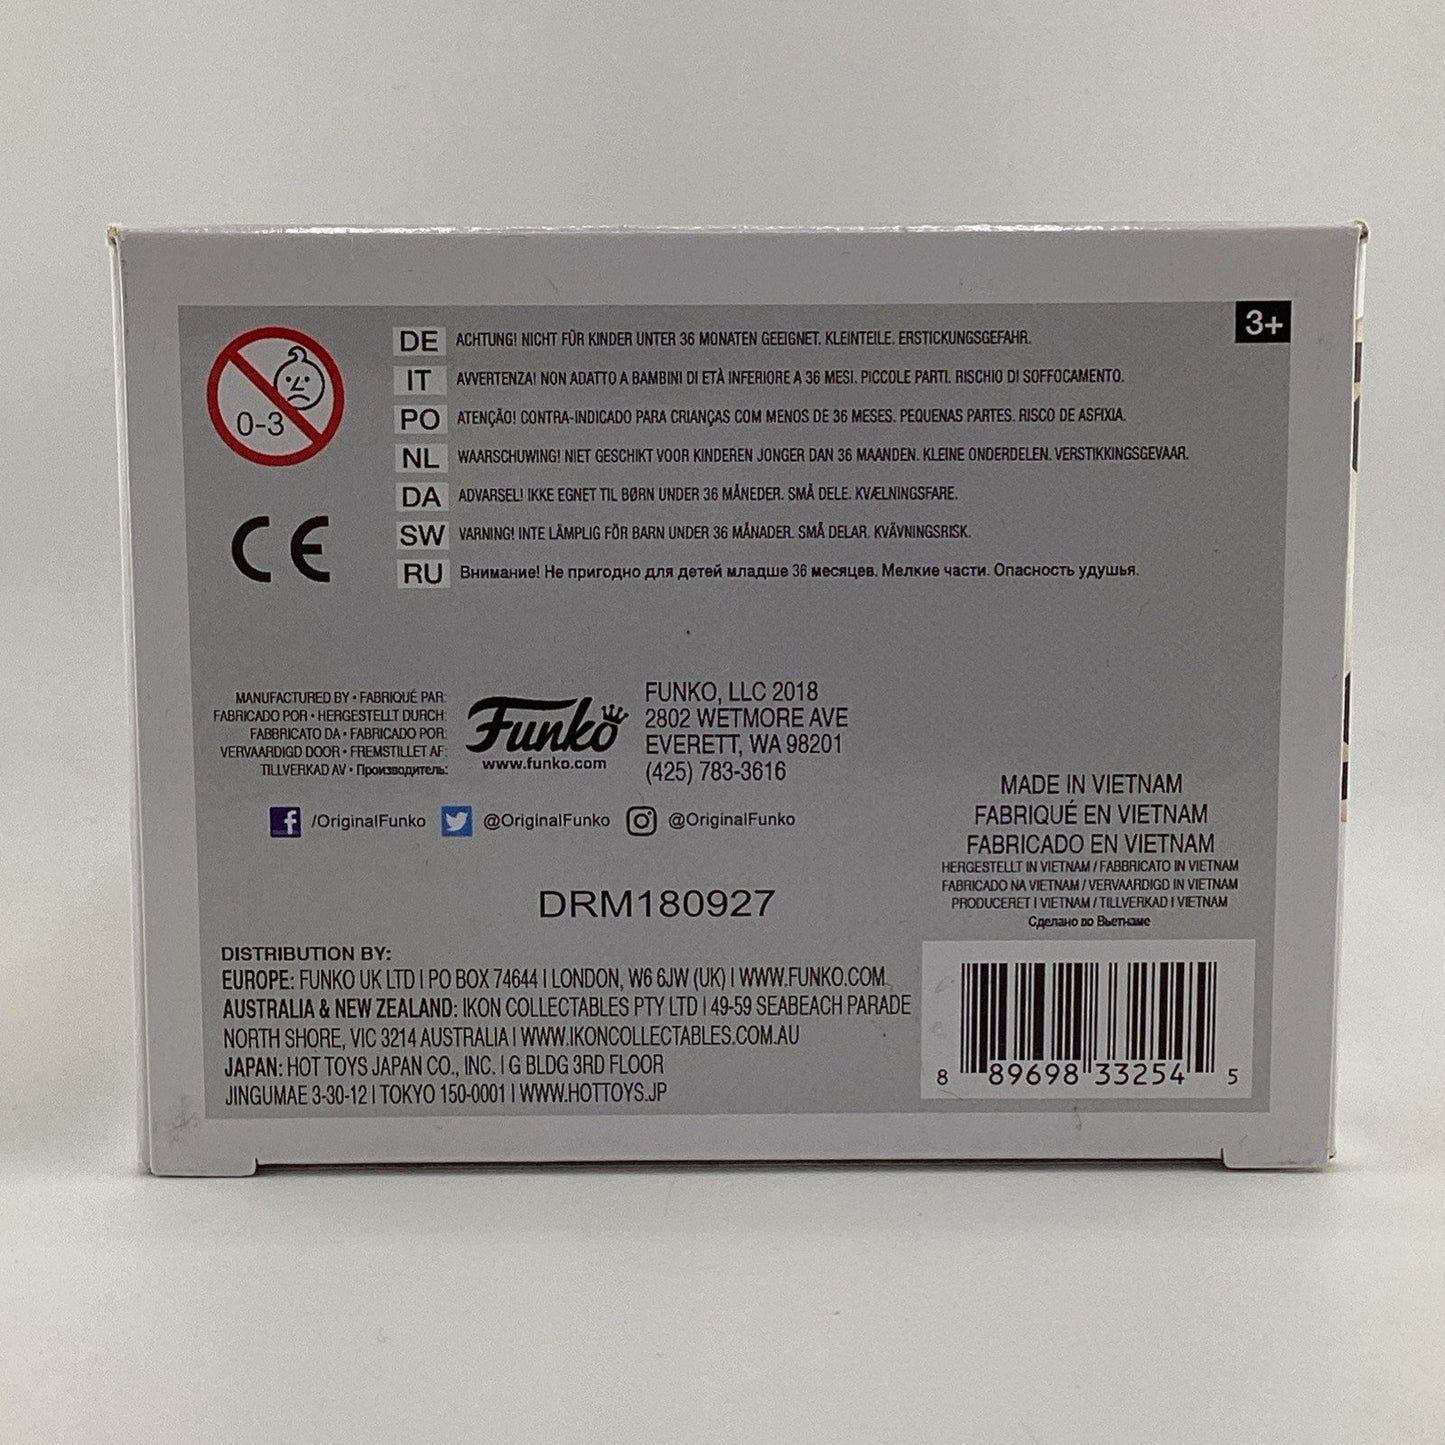 3+
0-3
DE ACHTUNG! NICHT FÜR KINDER UNTER 36 MONATEN GEEIGNET. KLEINTEILE. ERSTICKUNGSGEFAHR.
IT AVVERTENZA! NON ADATTO A BAMBINI DI ETÀ INFERIORE A 36 MESI. PICCOLE PARTI. RISCHIO DI SOFFOCAMENTO.
PO ATENÇÃO! CONTRA-INDICADO PARA CRIANÇAS COM MENOS DE 36 MESES. PEQUENAS PARTES. RISCO DE ASFIXIA.
NL WAARSCHUWING! NIET GESCHIKT VOOR KINDEREN JONGER DAN 36 MAANDEN. KLEINE ONDERDELEN. VERSTIKKINGSGEVAAR.
DA ADVARSEL! IKKE EGNET TIL BØRN UNDER 36 MÅNEDER. SMÅ DELE. KVÆLNINGSFARE.
SW VARNING! INTE LÄMPLIG FÖR BARN UNDER 36 MÅNADER. SMÅ DELAR. KVÄVNINGSRISK.
RU Внимание! Не пригодно для детей младше 36 месяцев. Мелкие части. Опасность удушья.
CE
MANUFACTURED BY • FABRIQUÉ PAR:
FABRICADO POR • HERGESTELLT DURCH:
FABBRICATO DA • FABRICADO POR:
VERVAARDIGD DOOR • FREMSTILLET AF:
TILLVERKAD AV • Производитель:
Funko
www.funko.com
FUNKO, LLC 2018
2802 WETMORE AVE
EVERETT, WA 98201
(425) 783-3616
/OriginalFunko @OriginalFunko @OriginalFunko
MADE IN VIETNAM
FABRIQUÉ EN VIETNAM
FABRICADO EN VIETNAM
HERGESTELLT IN VIETNAM / FABBRICATO IN VIETNAM
FABRICADO NA VIETNAM / VERVAARDIGD IN VIETNAM
PRODUCERET I VIETNAM / TILLVERKAD I VIETNAM
Сделано во Вьетнаме
DRM180927
DISTRIBUTION BY:
EUROPE: FUNKO UK LTD | PO BOX 74644 | LONDON, W6 6JW (UK) | WWW.FUNKO.COM
AUSTRALIA & NEW ZEALAND: IKON COLLECTABLES PTY LTD | 49-59 SEABEACH PARADE
NORTH SHORE, VIC 3214 AUSTRALIA | WWW.IKONCOLLECTABLES.COM.AU
JAPAN: HOT TOYS JAPAN CO., INC. | G BLDG 3RD FLOOR
JINGUMAE 3-30-12 | TOKYO 150-0001 | WWW.HOTTOYS.JP
8 89698 33254 5